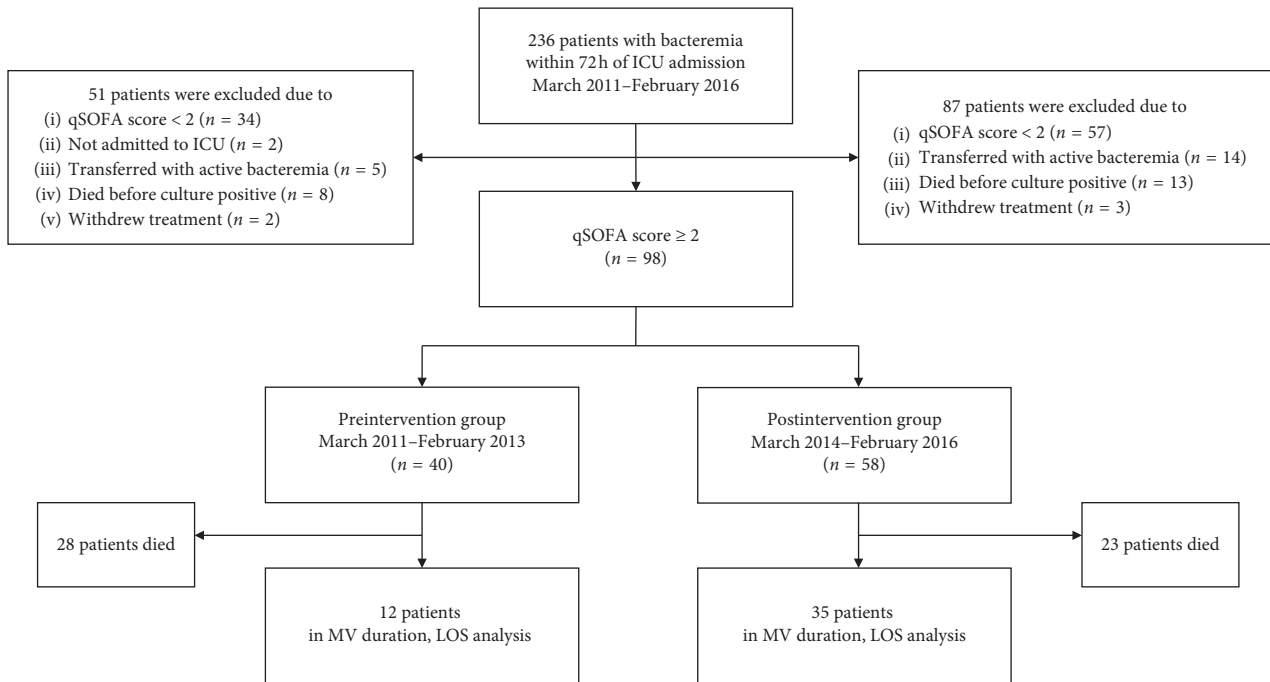 236 patients with bacteremia
within 72 h of ICU admission
March 2011–February 2016
51 patients were excluded due to
(i) qSOFA score < 2 (n = 34)
(ii) Not admitted to ICU (n = 2)
(iii) Transferred with active bacteremia (n = 5)
(iv) Died before culture positive (n = 8)
(v) Withdrew treatment (n = 2)
87 patients were excluded due to
(i) qSOFA score < 2 (n = 57)
(ii) Transferred with active bacteremia (n = 14)
(iii) Died before culture positive (n = 13)
(iv) Withdrew treatment (n = 3)
qSOFA score ≥ 2
(n = 98)
Preintervention group
March 2011–February 2013
(n = 40)
Postintervention group
March 2014–February 2016
(n = 58)
28 patients died
23 patients died
12 patients
in MV duration, LOS analysis
35 patients
in MV duration, LOS analysis